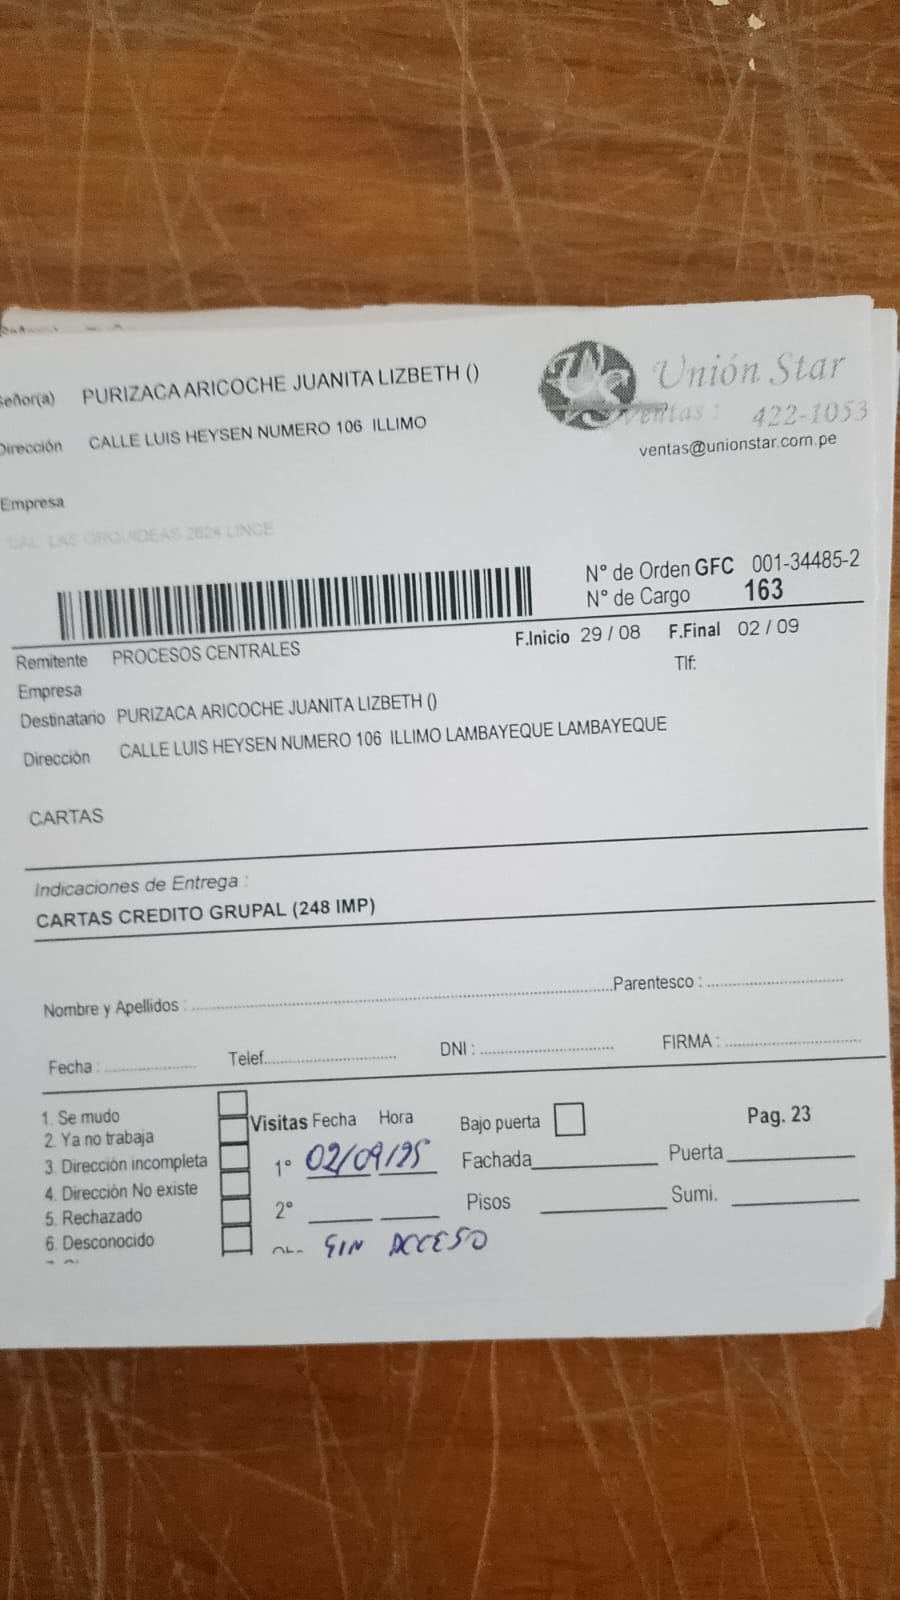 Señor(a) PURIZACA ARICOCHE JUANITA LIZBETH ()
Dirección CALLE LUIS HEYSEN NUMERO 106 ILLIMO
Unión Star
Ventas : 422-1053
ventas@unionstar.com.pe
Empresa
CAL. LAS ORQUIDEAS 2624 LINCE
N° de Orden GFC 001-34485-2
N° de Cargo 163
F.Inicio 29 / 08 F.Final 02 / 09
Remitente PROCESOS CENTRALES
Tlf:
Empresa
Destinatario PURIZACA ARICOCHE JUANITA LIZBETH ()
Dirección CALLE LUIS HEYSEN NUMERO 106 ILLIMO LAMBAYEQUE LAMBAYEQUE
CARTAS
Indicaciones de Entrega :
CARTAS CREDITO GRUPAL (248 IMP)
Nombre y Apellidos : Parentesco :
Fecha : Telef. DNI : FIRMA :
1. Se mudo
2. Ya no trabaja
3. Dirección incompleta
4. Dirección No existe
5. Rechazado
6. Desconocido
Visitas Fecha Hora
1° 02/09/25
2°
SIN ACCESO
Bajo puerta
Fachada
Pisos
Pag. 23
Puerta
Sumi.